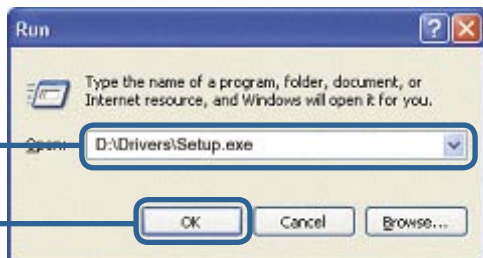 Run
Type the name of a program, folder, document, or
Internet resource, and Windows will open it for you.
Open: D:\Drivers\Setup.exe
OK Cancel Browse...